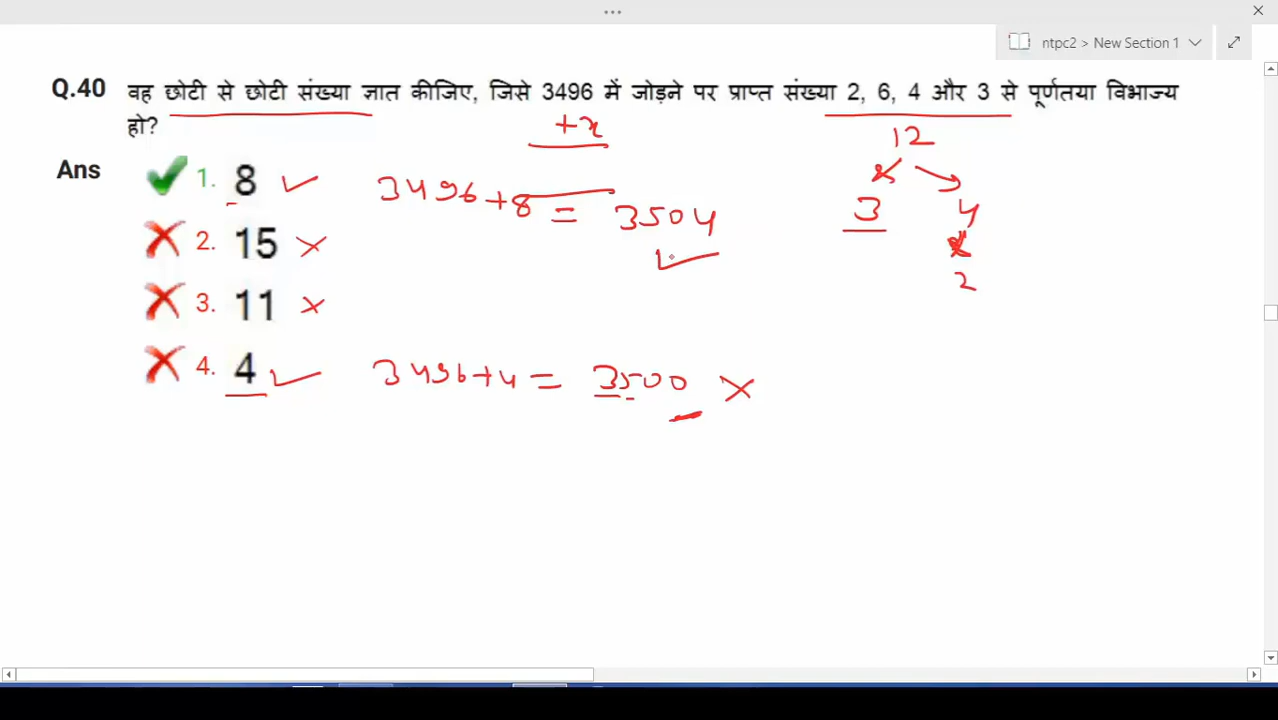 ntpc2 > New Section 1
Q.40 वह छोटी से छोटी संख्या ज्ञात कीजिए, जिसे 3496 में जोड़ने पर प्राप्त संख्या 2, 6, 4 और 3 से पूर्णतया विभाज्य
हो?
+x
12
Ans 1. 8
3496+8 = 3504
3 4
2. 15
2
3. 11
4. 4 3496+4 = 3500